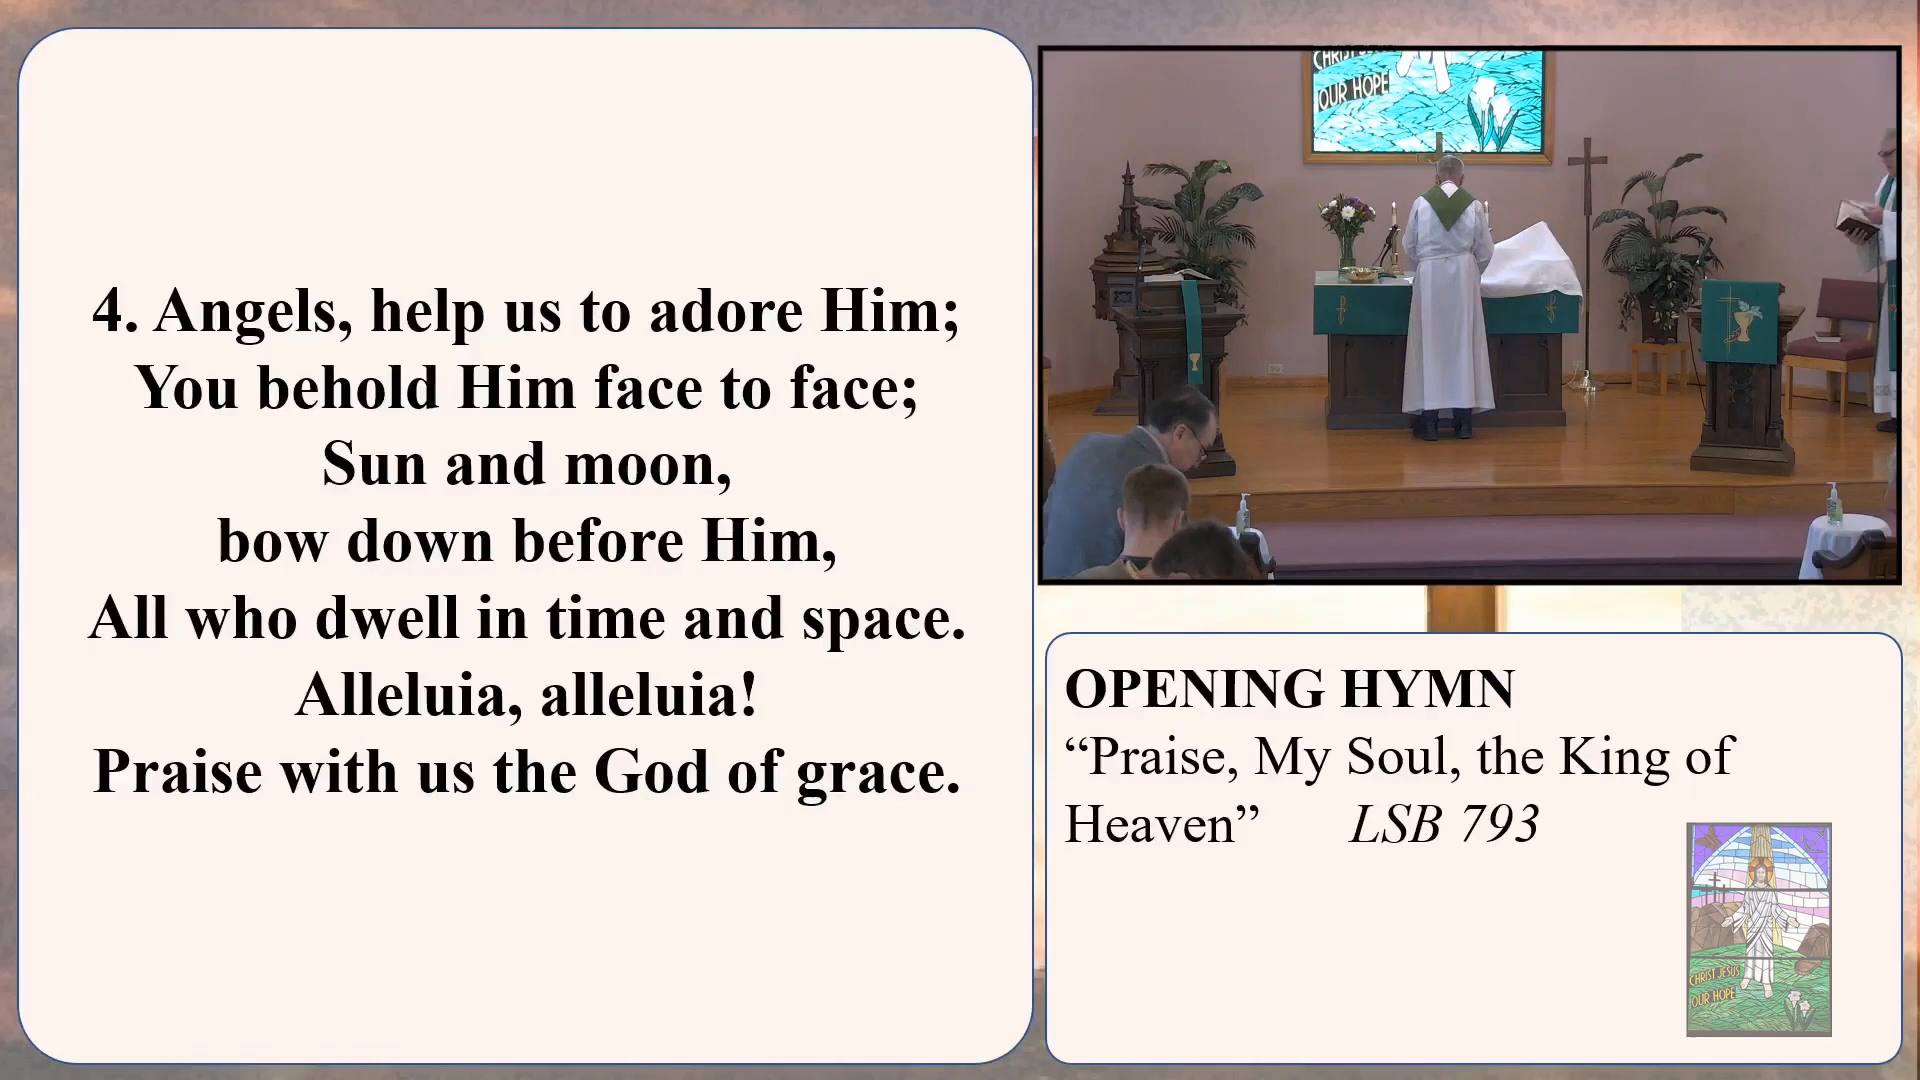 4. Angels, help us to adore Him;
You behold Him face to face;
Sun and moon,
bow down before Him,
All who dwell in time and space.
Alleluia, alleluia!
Praise with us the God of grace.
CHRIST JESUS
OUR HOPE
OPENING HYMN
“Praise, My Soul, the King of
Heaven” LSB 793
CHRIST JESUS
OUR HOPE